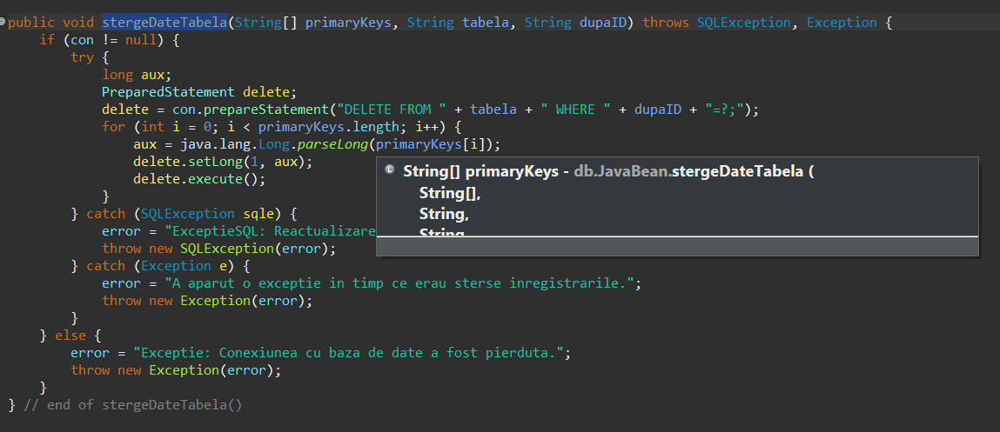 public void stergeDateTabela(String[] primaryKeys, String tabela, String dupaID) throws SQLException, Exception {
if (con != null) {
try {
long aux;
PreparedStatement delete;
delete = con.prepareStatement("DELETE FROM " + tabela + " WHERE " + dupaID + "=?;");
for (int i = 0; i < primaryKeys.length; i++) {
aux = java.lang.Long.parseLong(primaryKeys[i]);
delete.setLong(1, aux);
delete.execute();
}
} catch (SQLException sqle) {
error = "ExceptieSQL: Reactualizare
throw new SQLException(error);
} catch (Exception e) {
error = "A aparut o exceptie in timp ce erau sterse inregistrarile.";
throw new Exception(error);
}
} else {
error = "Exceptie: Conexiunea cu baza de date a fost pierduta.";
throw new Exception(error);
}
} // end of stergeDateTabela()
String[] primaryKeys - db.JavaBean.stergeDateTabela (
String[],
String,
String